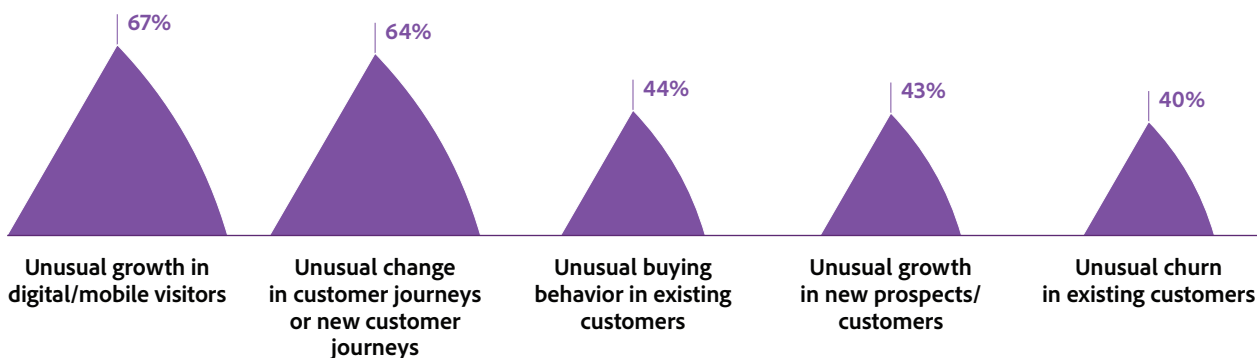 67%
64%
44%
43%
40%
Unusual growth in
digital/mobile visitors
Unusual change
in customer journeys
or new customer
journeys
Unusual buying
behavior in existing
customers
Unusual growth
in new prospects/
customers
Unusual churn
in existing customers